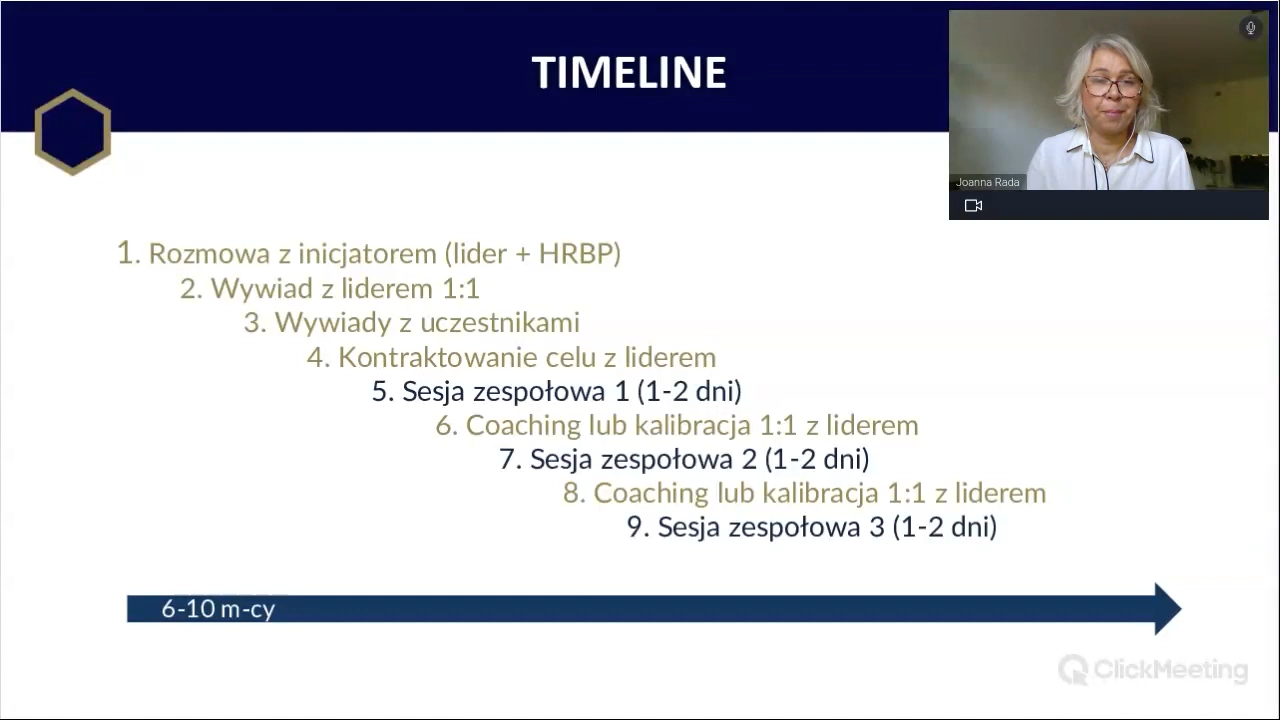 TIMELINE
Joanna Rada
1. Rozmowa z inicjatorem (lider + HRBP)
2. Wywiad z liderem 1:1
3. Wywiady z uczestnikami
4. Kontraktowanie celu z liderem
5. Sesja zespołowa 1 (1-2 dni)
6. Coaching lub kalibracja 1:1 z liderem
7. Sesja zespołowa 2 (1-2 dni)
8. Coaching lub kalibracja 1:1 z liderem
9. Sesja zespołowa 3 (1-2 dni)
6-10 m-cy
ClickMeeting